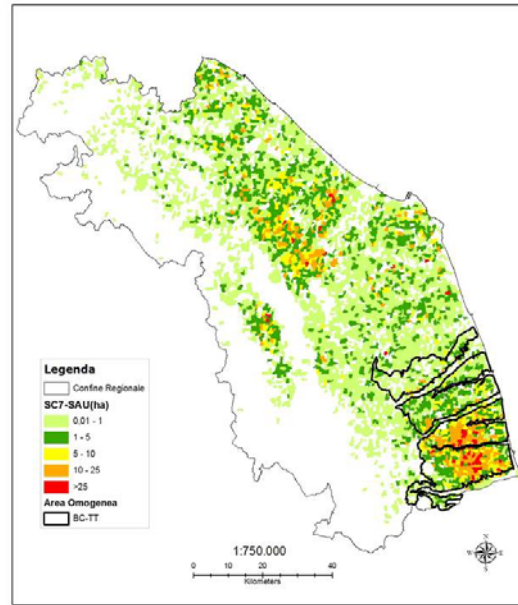 Legenda
Confine Regionale
SC7-SAU(ha)
0,01 - 1
1 - 5
5 - 10
10 - 25
>25
Area Omogenea
BC-TT
1:750.000
0 10 20 40
Kilometers
N
W E
S